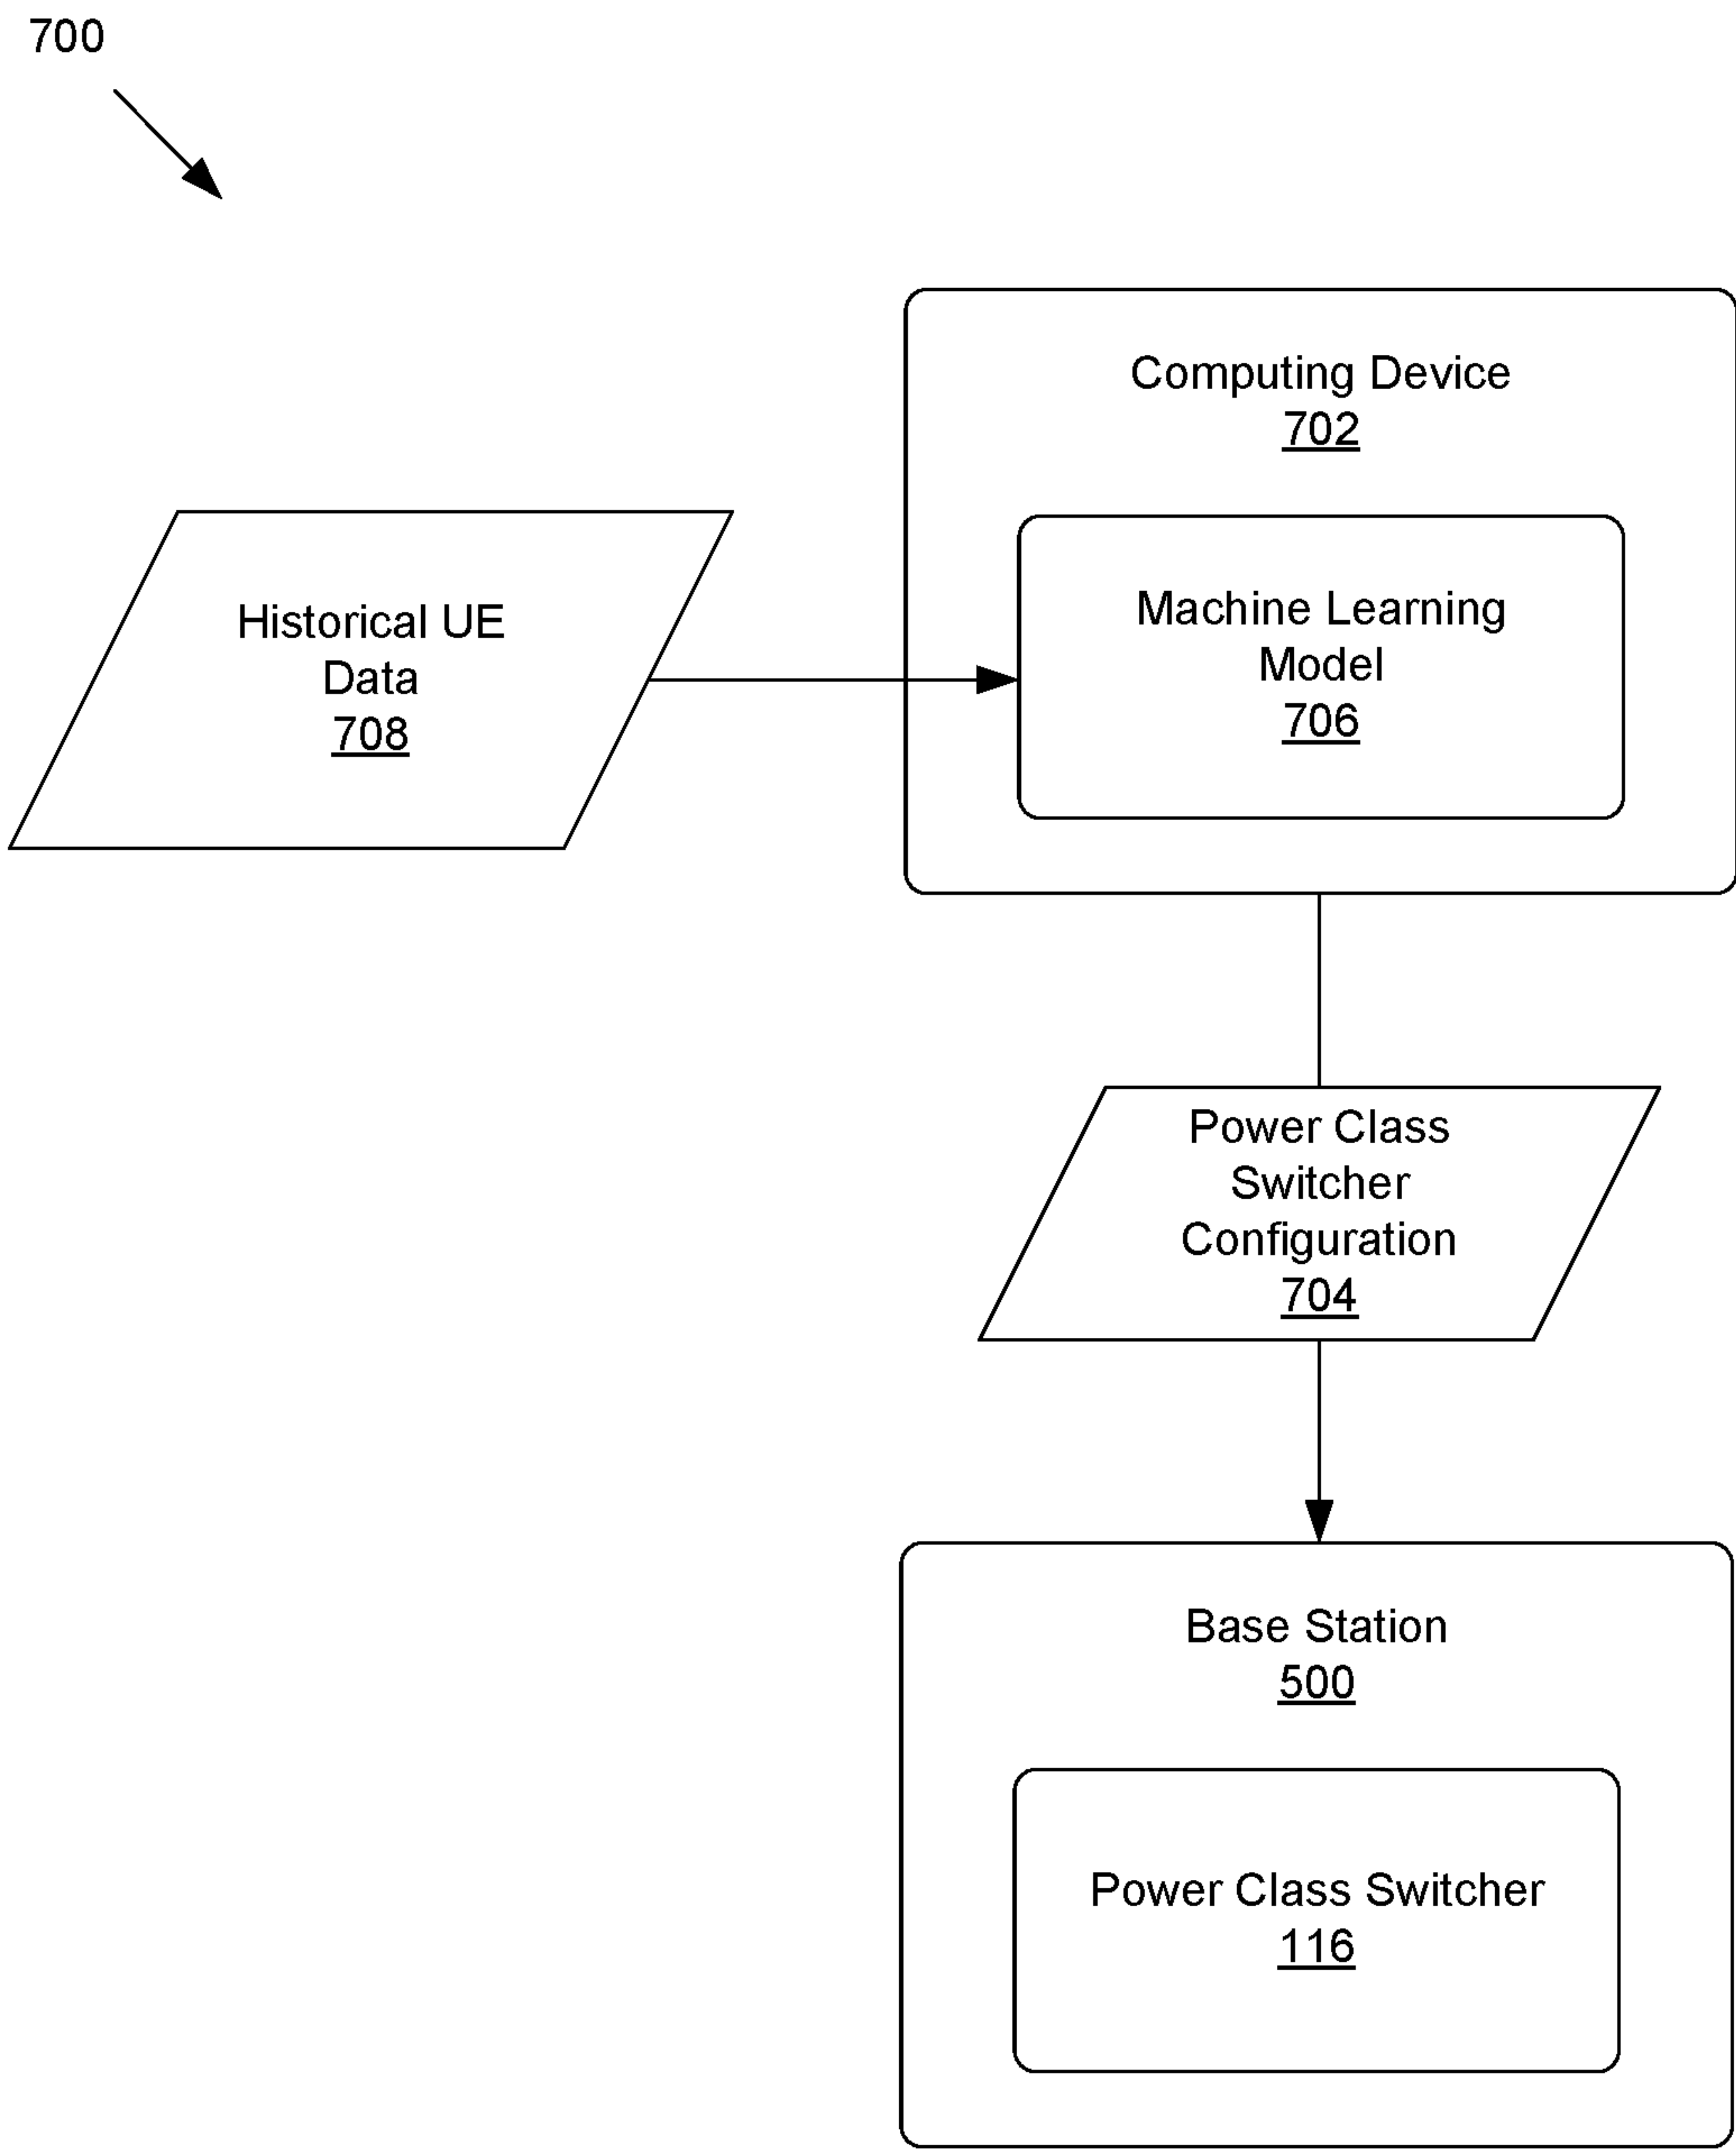 700
Computing Device
702
Historical UE
Data
708
Machine Learning
Model
706
Power Class
Switcher
Configuration
704
Base Station
500
Power Class Switcher
116